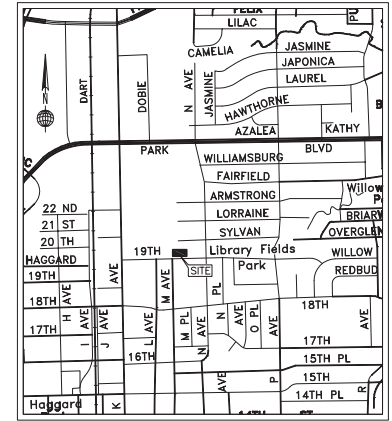 FELIX
LILAC
CAMELIA
JASMINE
JAPONICA
LAUREL
HAWTHORNE
N AVE
JASMINE
DART
DOBIE
AZALEA
KATHY
PARK
BLVD
WILLIAMSBURG
FAIRFIELD
ARMSTRONG
LORRAINE
SYLVAN
Willow
BRIARW
OVERGLEN
22 ND
21 ST
20 TH
HAGGARD
19TH
19TH
Library Fields
Park
SITE
WILLOW
REDBUD
18TH
18TH
17TH
17TH
16TH
H AVE
I
AVE
J
AVE
L
AVE
M AVE
M PL
N AVE
PL
N
AVE
O PL
AVE
15TH PL
15TH
14TH PL
AVE
P
R
K
Haggard
14TH ST